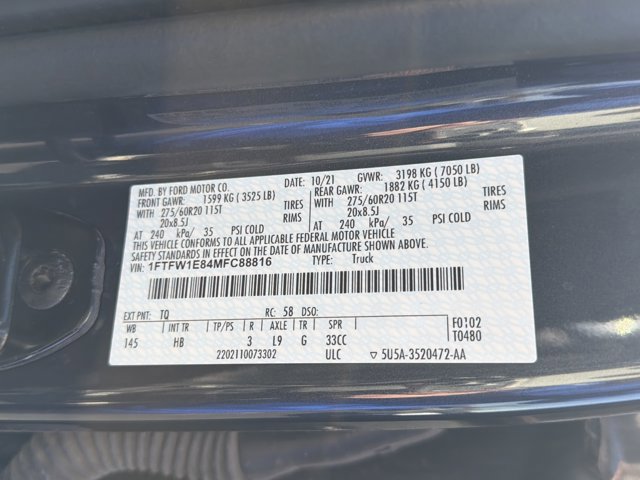 MFD. BY FORD MOTOR CO.
DATE: 10/21 GVWR: 3198 KG ( 7050 LB)
FRONT GAWR: 1599 KG ( 3525 LB) REAR GAWR: 1882 KG ( 4150 LB)
WITH 275/60R20 115T TIRES WITH 275/60R20 115T TIRES
20x8.5J RIMS 20x8.5J RIMS
AT 240 kPa/ 35 PSI COLD AT 240 kPa/ 35 PSI COLD
THIS VEHICLE CONFORMS TO ALL APPLICABLE FEDERAL MOTOR VEHICLE
SAFETY STANDARDS IN EFFECT ON THE DATE OF MANUFACTURE SHOWN ABOVE.
VIN: 1FTFW1E84MFC88816 TYPE: Truck
EXT PNT: TQ RC: 58 DSO:
WB INT TR TP/PS R AXLE TR SPR F0102
145 HB 3 L9 G 33CC T0480
2202110073302 ULC 5U5A-3520472-AA